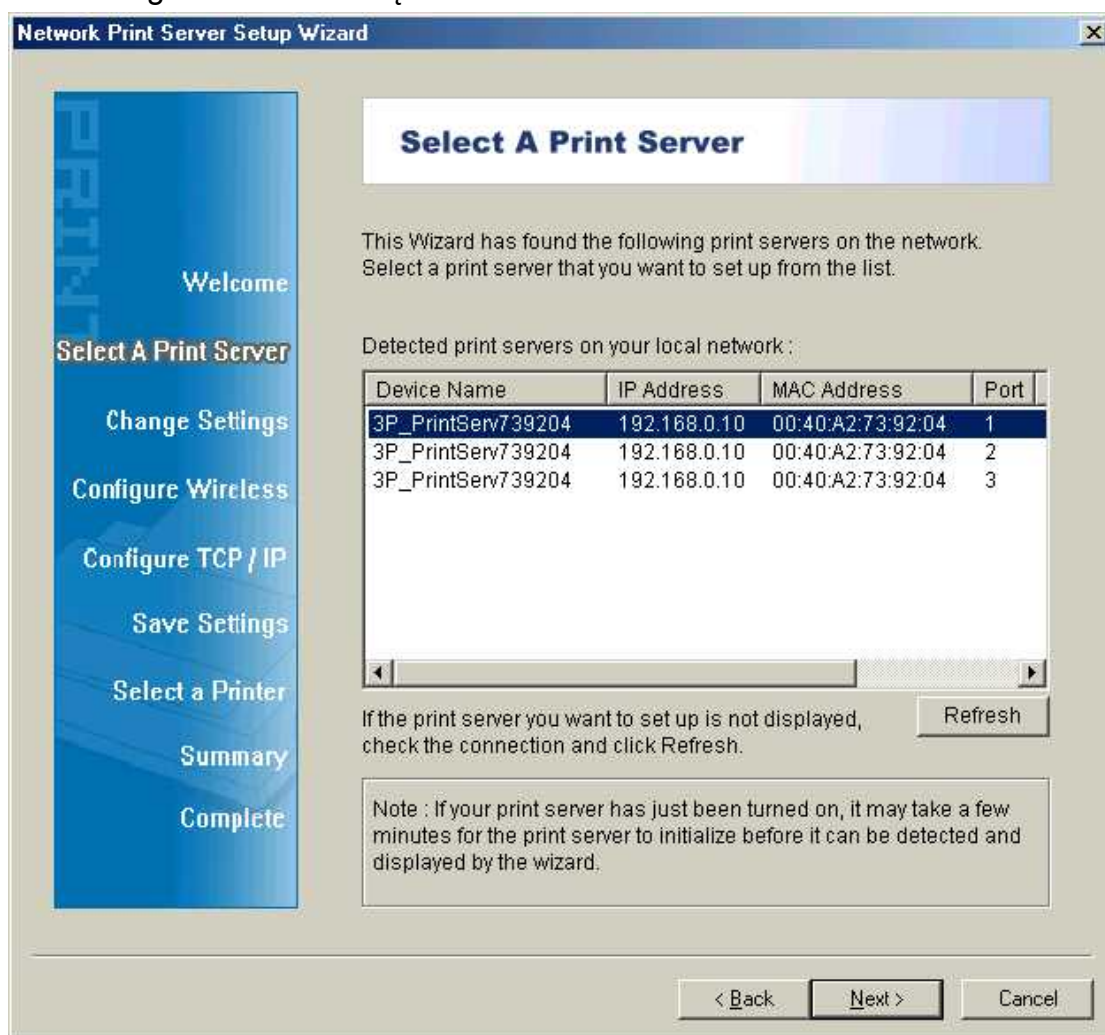 Network Print Server Setup Wizard
PRINT
Welcome
Select A Print Server
Change Settings
Configure Wireless
Configure TCP / IP
Save Settings
Select a Printer
Summary
Complete
Select A Print Server
This Wizard has found the following print servers on the network.
Select a print server that you want to set up from the list.
Detected print servers on your local network :
Device Name IP Address MAC Address Port
3P_PrintServ739204 192.168.0.10 00:40:A2:73:92:04 1
3P_PrintServ739204 192.168.0.10 00:40:A2:73:92:04 2
3P_PrintServ739204 192.168.0.10 00:40:A2:73:92:04 3
If the print server you want to set up is not displayed,
check the connection and click Refresh.
Refresh
Note : If your print server has just been turned on, it may take a few
minutes for the print server to initialize before it can be detected and
displayed by the wizard.
< Back Next > Cancel